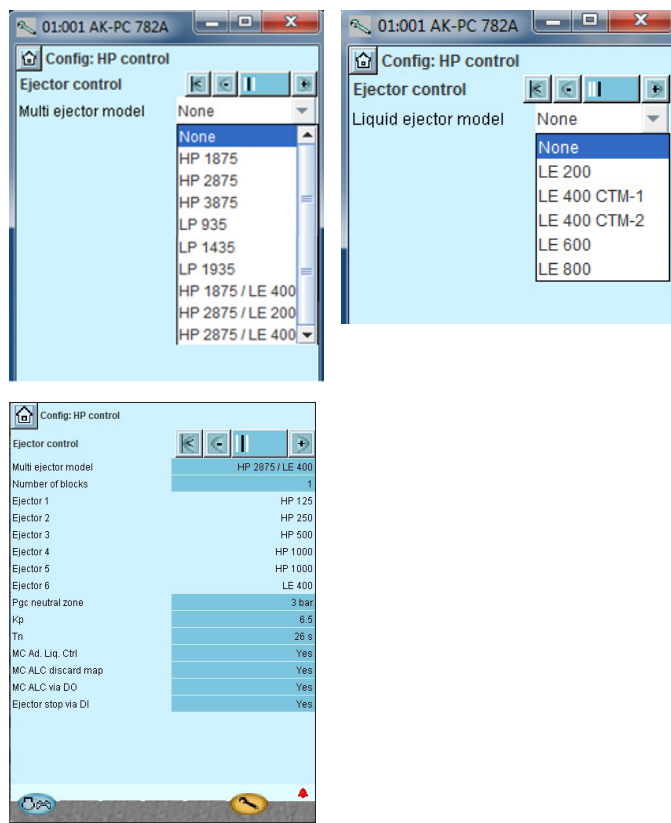 01:001 AK-PC 782A
Config: HP control
Ejector control
Multi ejector model None
None
HP 1875
HP 2875
HP 3875
LP 935
LP 1435
LP 1935
HP 1875 / LE 400
HP 2875 / LE 200
HP 2875 / LE 400
01:001 AK-PC 782A
Config: HP control
Ejector control
Liquid ejector model None
None
LE 200
LE 400 CTM-1
LE 400 CTM-2
LE 600
LE 800
Config: HP control
Ejector control
Multi ejector model HP 2875 / LE 400
Number of blocks 1
Ejector 1 HP 125
Ejector 2 HP 250
Ejector 3 HP 500
Ejector 4 HP 1000
Ejector 5 HP 1000
Ejector 6 LE 400
Pgc neutral zone 3 bar
Kp 6.5
Tn 26 s
MC Ad. Liq. Ctrl Yes
MC ALC discard map Yes
MC ALC via DO Yes
Ejector stop via DI Yes